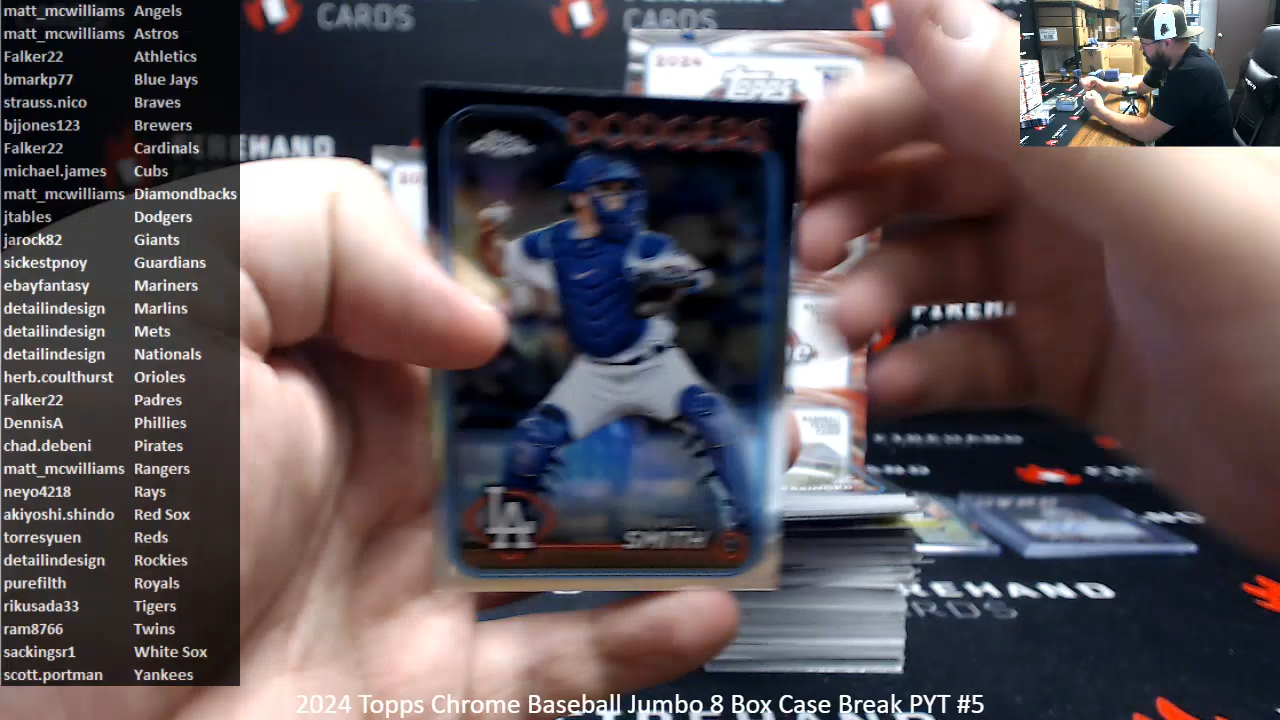 matt_mcwilliams Angels
matt_mcwilliams Astros
Falker22 Athletics
bmarkp77 Blue Jays
strauss.nico Braves
bjjones123 Brewers
Falker22 Cardinals
michael.james Cubs
matt_mcwilliams Diamondbacks
jtables Dodgers
jarock82 Giants
sickestpnoy Guardians
ebayfantasy Mariners
detailindesign Marlins
detailindesign Mets
detailindesign Nationals
herb.coulthurst Orioles
Falker22 Padres
DennisA Phillies
chad.debeni Pirates
matt_mcwilliams Rangers
neyo4218 Rays
akiyoshi.shindo Red Sox
torresyuen Reds
detailindesign Rockies
purefilth Royals
rikusada33 Tigers
ram8766 Twins
sackingsr1 White Sox
scott.portman Yankees
CARDS
CARDS
2024
Topps
DODGERS
LA
SMITH
C
2024 Topps Chrome Baseball Jumbo 8 Box Case Break PYT #5